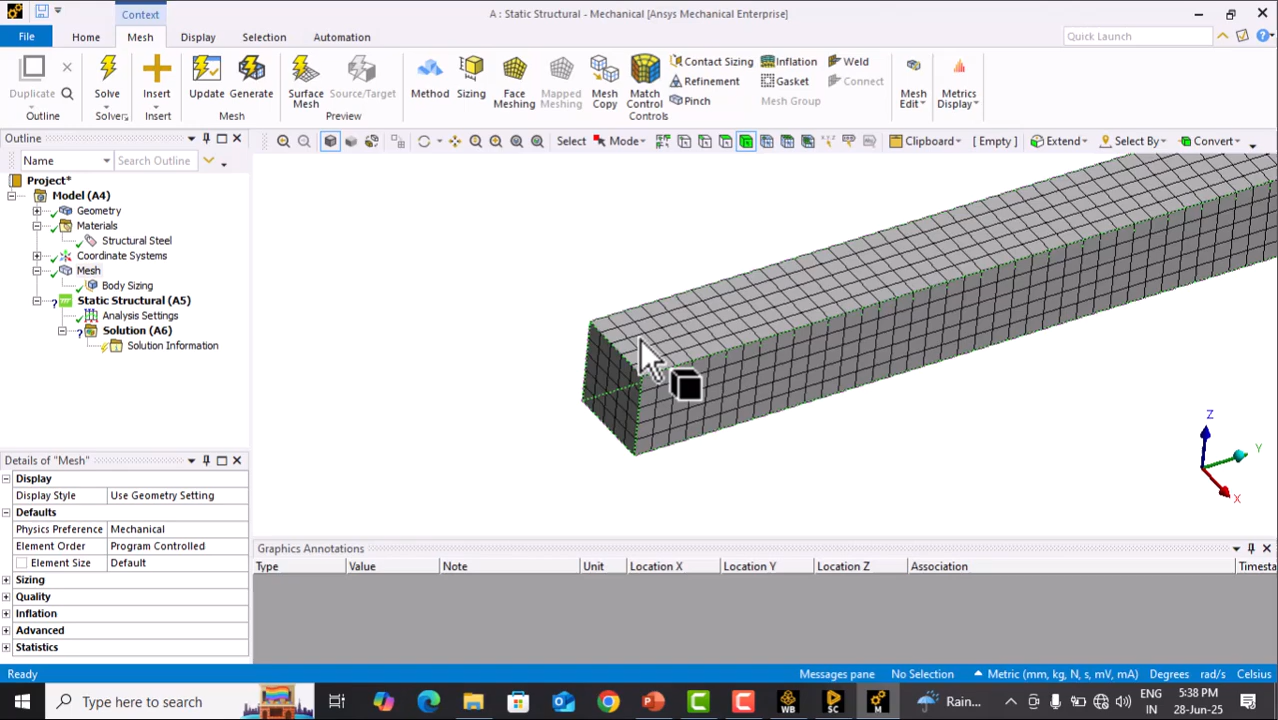 A : Static Structural - Mechanical [Ansys Mechanical Enterprise]
Context
File Home Mesh Display Selection Automation Quick Launch
Duplicate Solve Insert Update Generate Surface Mesh Source/Target Method Sizing Face Meshing Mapped Meshing Mesh Copy Match Control Contact Sizing Refinement Pinch Inflation Gasket Mesh Group Weld Connect Mesh Edit Metrics Display
Outline Solver Insert Mesh Preview Controls
Outline
Select Mode Clipboard [ Empty ] Extend Select By Convert
Name Search Outline
Project*
Model (A4)
Geometry
Materials
Structural Steel
Coordinate Systems
Mesh
Body Sizing
Static Structural (A5)
Analysis Settings
Solution (A6)
Solution Information
Z
Y
X
Details of "Mesh"
Display
Display Style Use Geometry Setting
Defaults
Physics Preference Mechanical
Element Order Program Controlled
Element Size Default
Sizing
Quality
Inflation
Advanced
Statistics
Graphics Annotations
Type Value Note Unit Location X Location Y Location Z Association Timesta
Ready Messages pane No Selection Metric (mm, kg, N, s, mV, mA) Degrees rad/s Celsius
Type here to search WB SC M Rain... ENG IN 5:38 PM 28-Jun-25